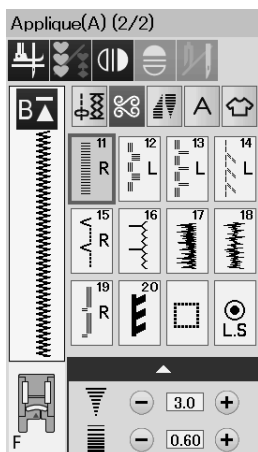 Applique(A) (2/2)
B A
11 R 12 L 13 L 14 L
15 R 16 17 18
19 R 20 L.S
3.0
F 0.60